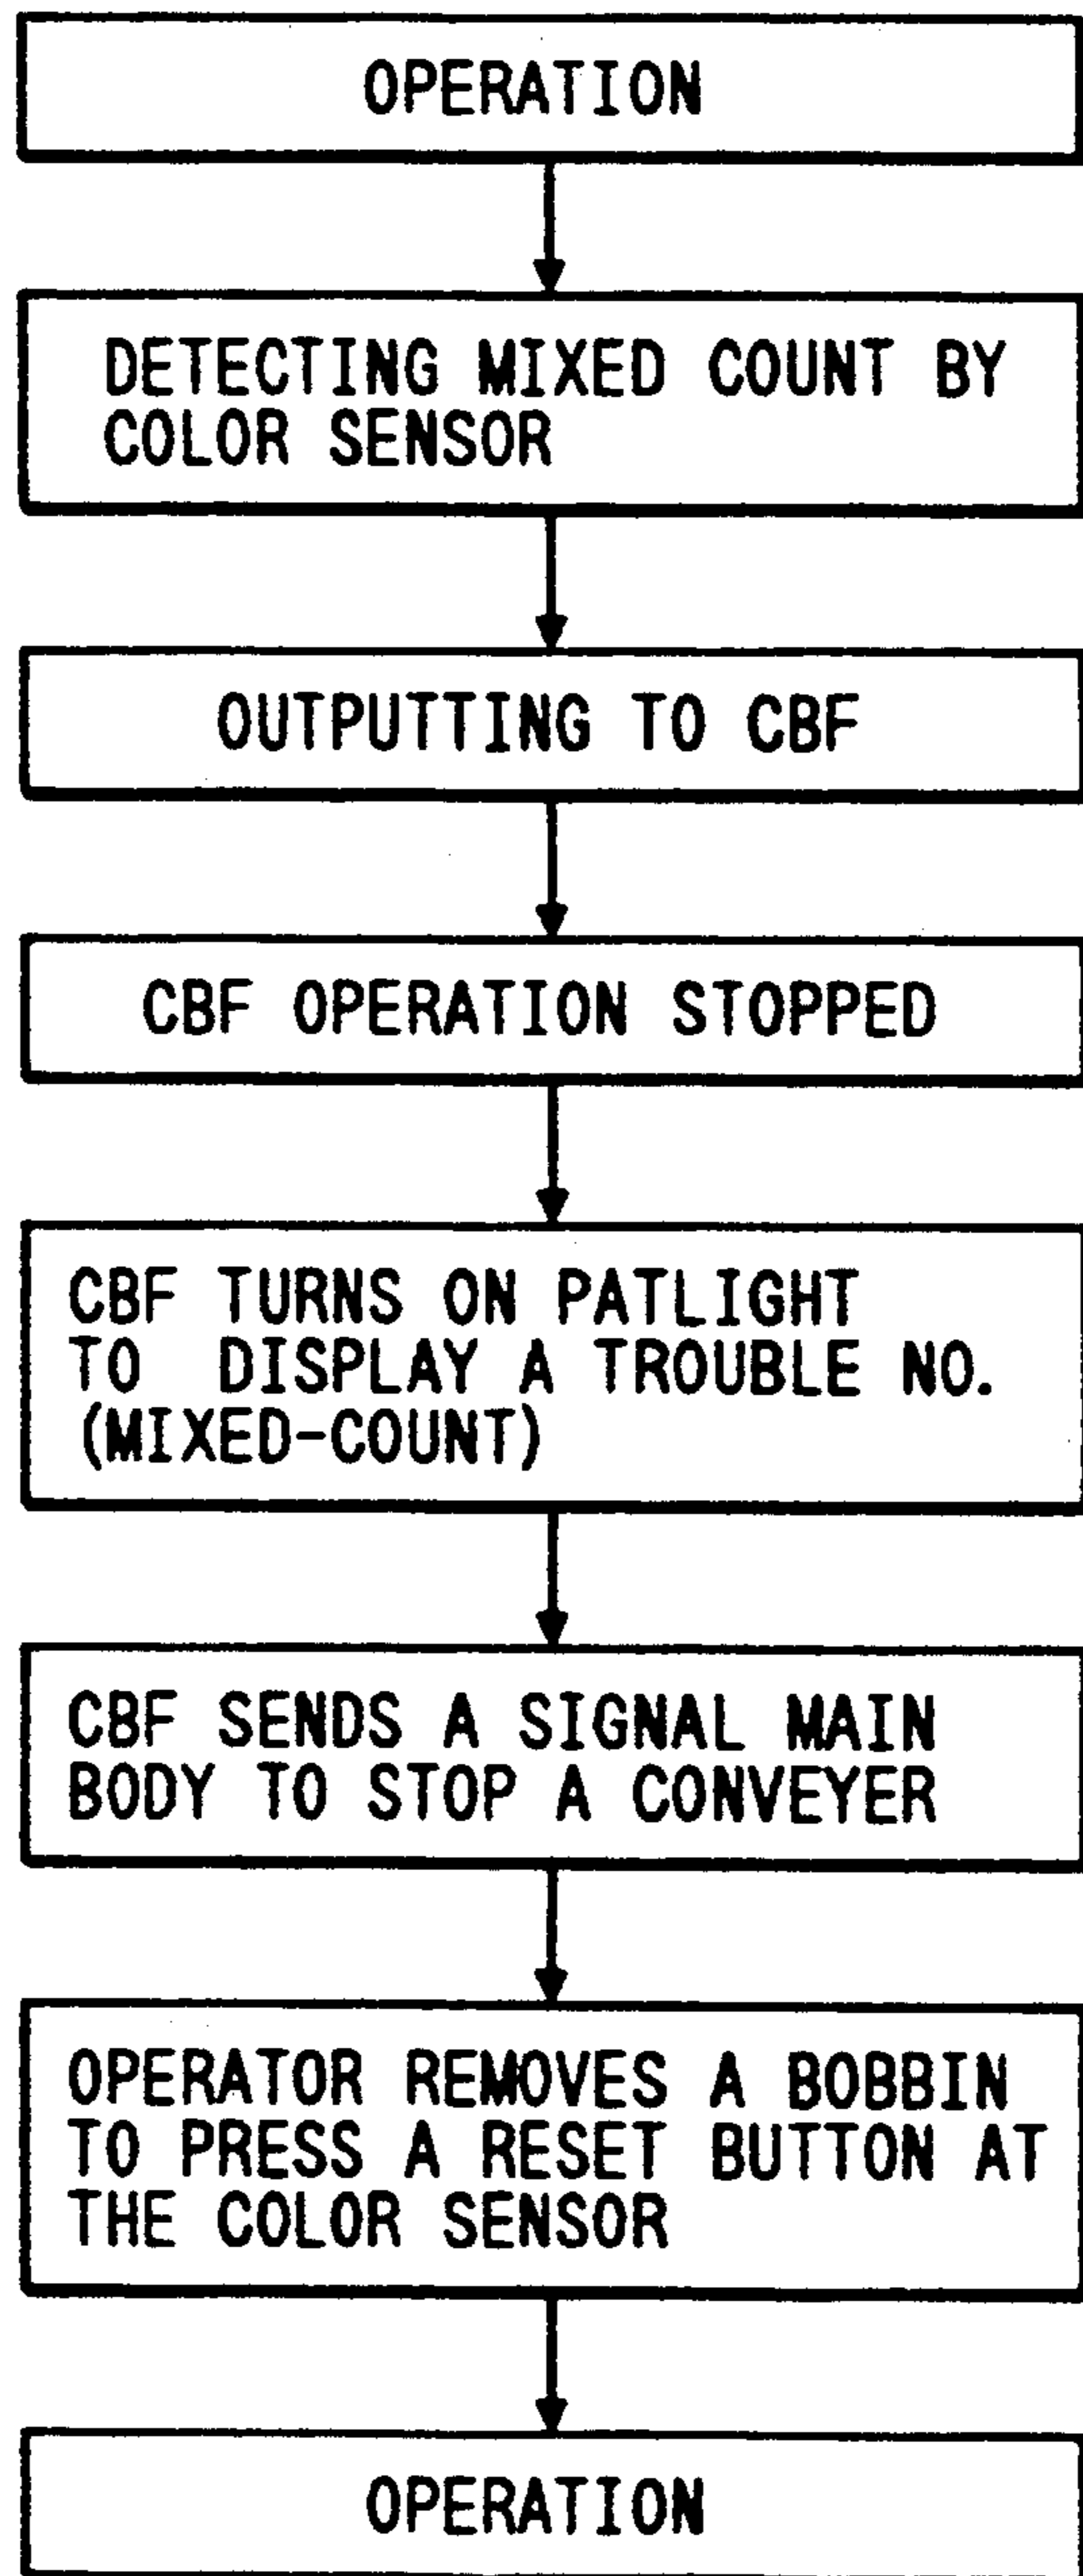 OPERATION
DETECTING MIXED COUNT BY
COLOR SENSOR
OUTPUTTING TO CBF
CBF OPERATION STOPPED
CBF TURNS ON PATLIGHT
TO DISPLAY A TROUBLE NO.
(MIXED-COUNT)
CBF SENDS A SIGNAL MAIN
BODY TO STOP A CONVEYER
OPERATOR REMOVES A BOBBIN
TO PRESS A RESET BUTTON AT
THE COLOR SENSOR
OPERATION